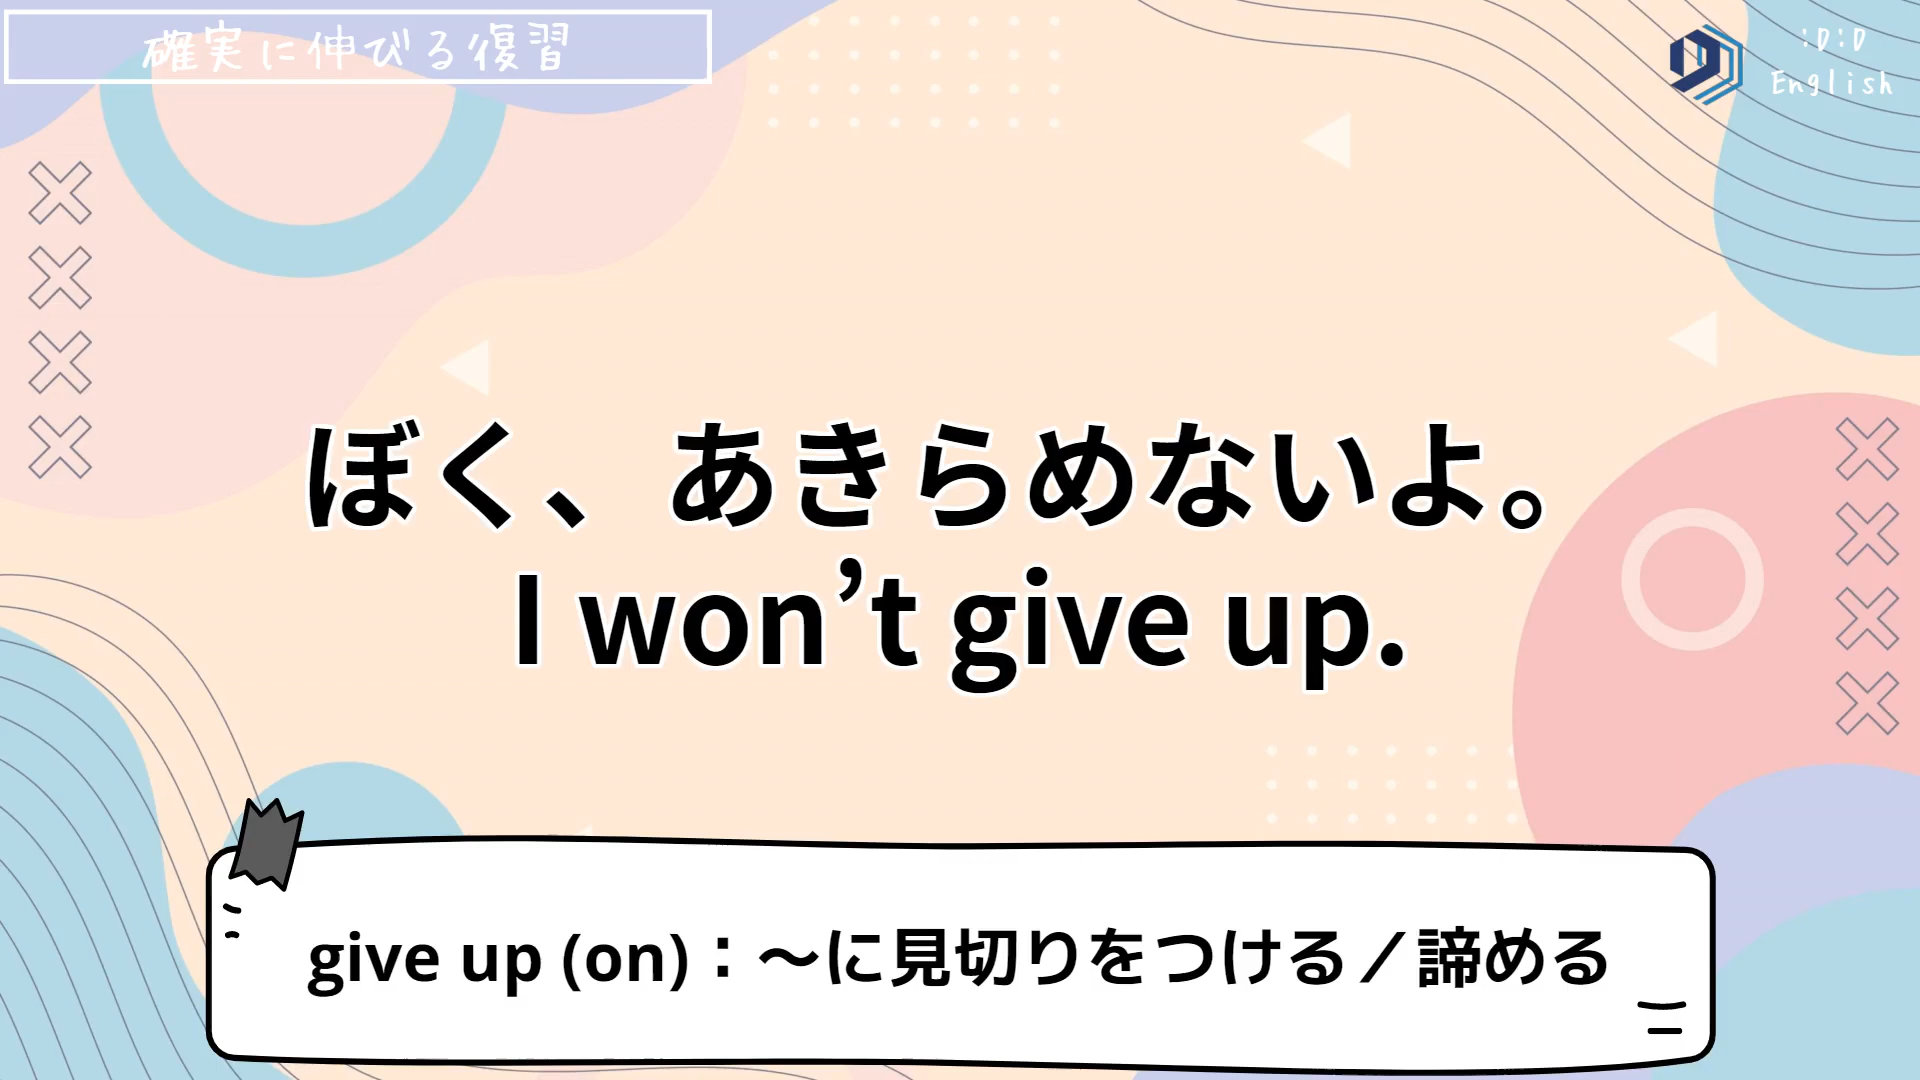 確実に伸びる復習
:D:D
English
ぼく、あきらめないよ。
I won’t give up.
give up (on)：～に見切りをつける／諦める